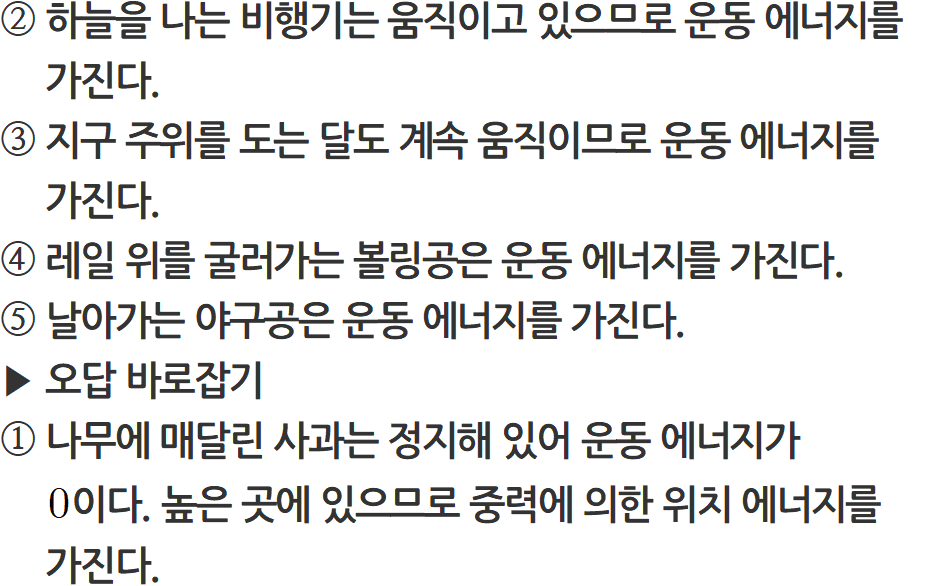 ② 하늘을 나는 비행기는 움직이고 있으므로 운동 에너지를
가진다.
③ 지구 주위를 도는 달도 계속 움직이므로 운동 에너지를
가진다.
④ 레일 위를 굴러가는 볼링공은 운동 에너지를 가진다.
⑤ 날아가는 야구공은 운동 에너지를 가진다.
▶ 오답 바로잡기
① 나무에 매달린 사과는 정지해 있어 운동 에너지가
0이다. 높은 곳에 있으므로 중력에 의한 위치 에너지를
가진다.